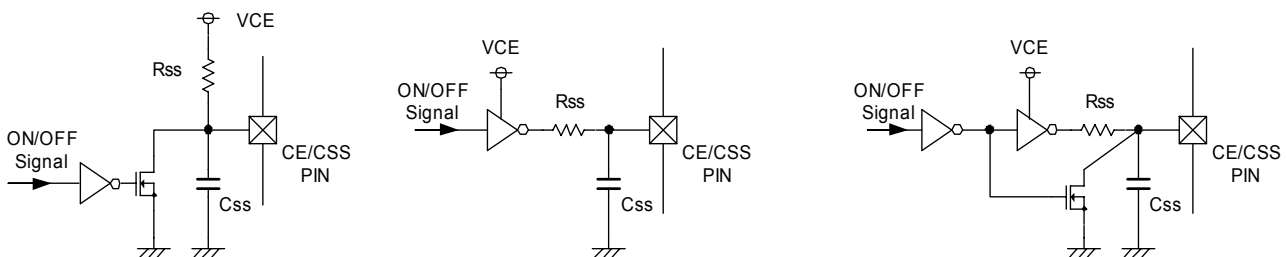 VCE
Rss
ON/OFF
Signal
CE/CSS
PIN
Css
VCE
ON/OFF
Signal
Rss
CE/CSS
PIN
Css
VCE
ON/OFF
Signal
Rss
CE/CSS
PIN
Css